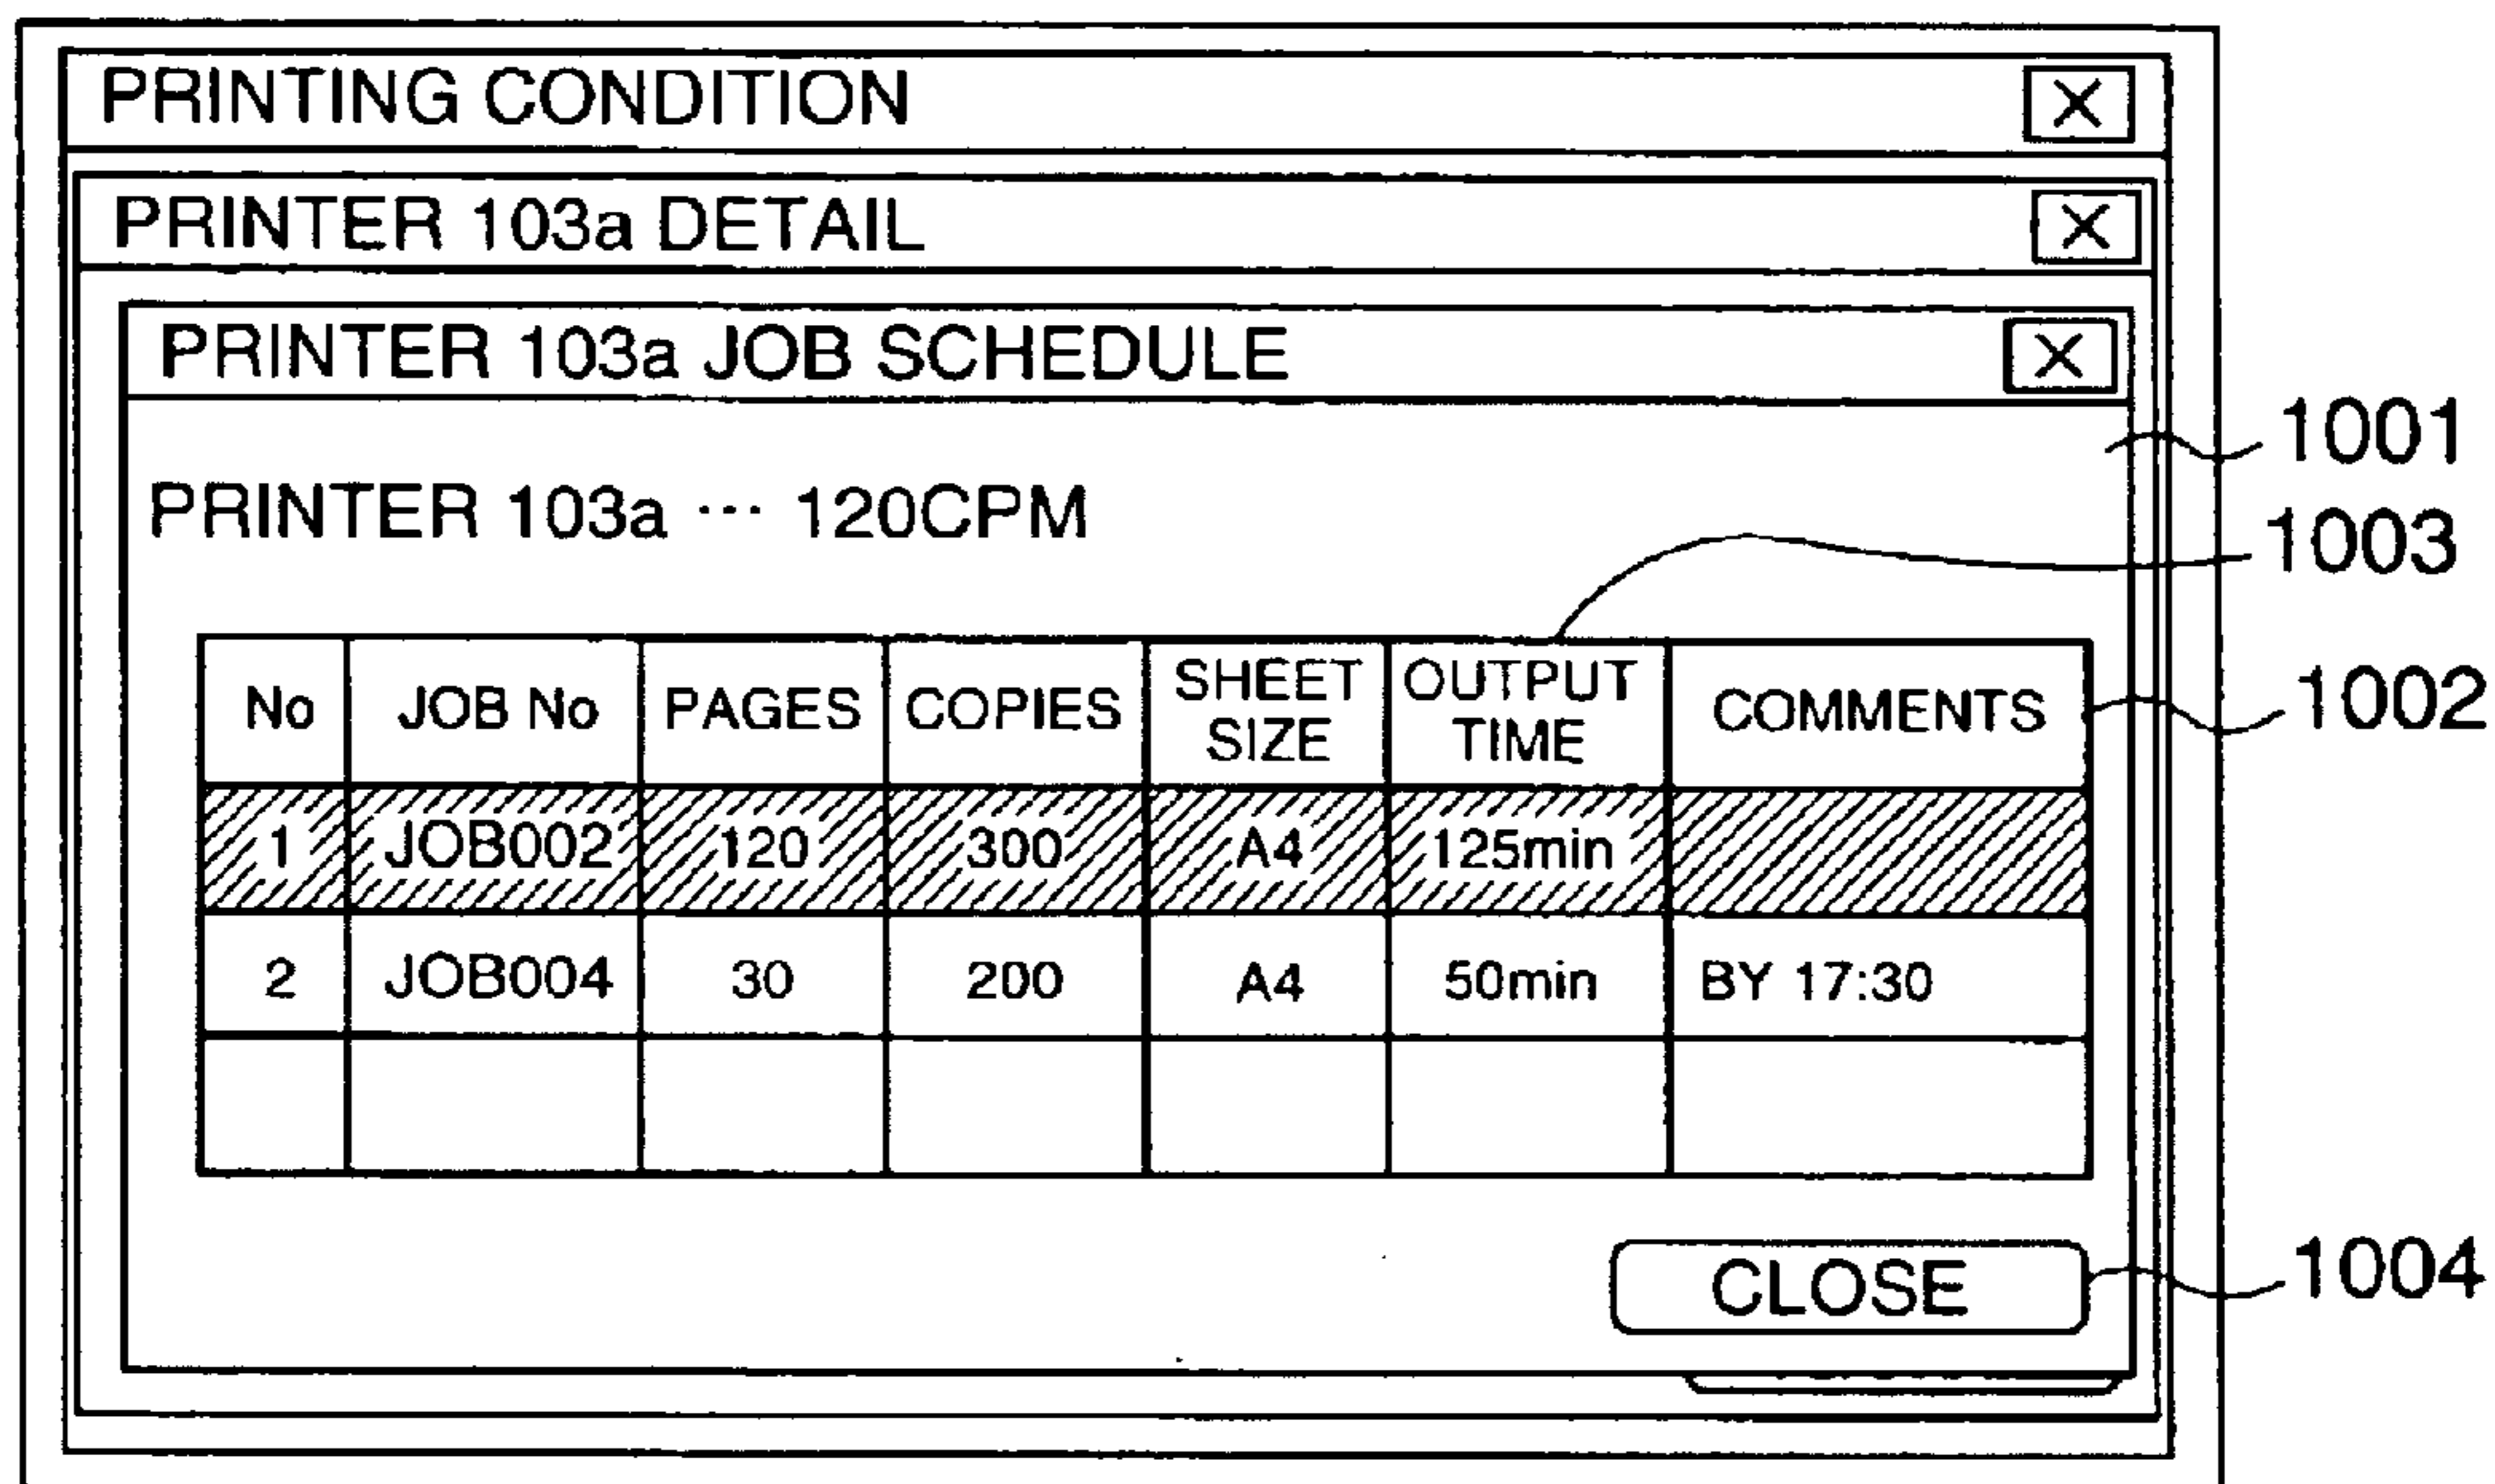 PRINTING CONDITION X
PRINTER 103a DETAIL X
PRINTER 103a JOB SCHEDULE X
1001
PRINTER 103a ··· 120CPM
1003
No JOB No PAGES COPIES SHEET SIZE OUTPUT TIME COMMENTS
1002
1 JOB002 120 300 A4 125min
2 JOB004 30 200 A4 50min BY 17:30
CLOSE
1004